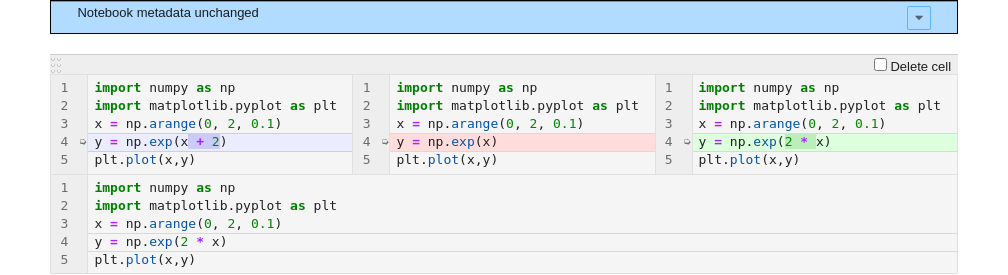 Notebook metadata unchanged
Delete cell
1 import numpy as np
2 import matplotlib.pyplot as plt
3 x = np.arange(0, 2, 0.1)
4 y = np.exp(x + 2)
5 plt.plot(x,y)
1 import numpy as np
2 import matplotlib.pyplot as plt
3 x = np.arange(0, 2, 0.1)
4 y = np.exp(x)
5 plt.plot(x,y)
1 import numpy as np
2 import matplotlib.pyplot as plt
3 x = np.arange(0, 2, 0.1)
4 y = np.exp(2 * x)
5 plt.plot(x,y)
1 import numpy as np
2 import matplotlib.pyplot as plt
3 x = np.arange(0, 2, 0.1)
4 y = np.exp(2 * x)
5 plt.plot(x,y)